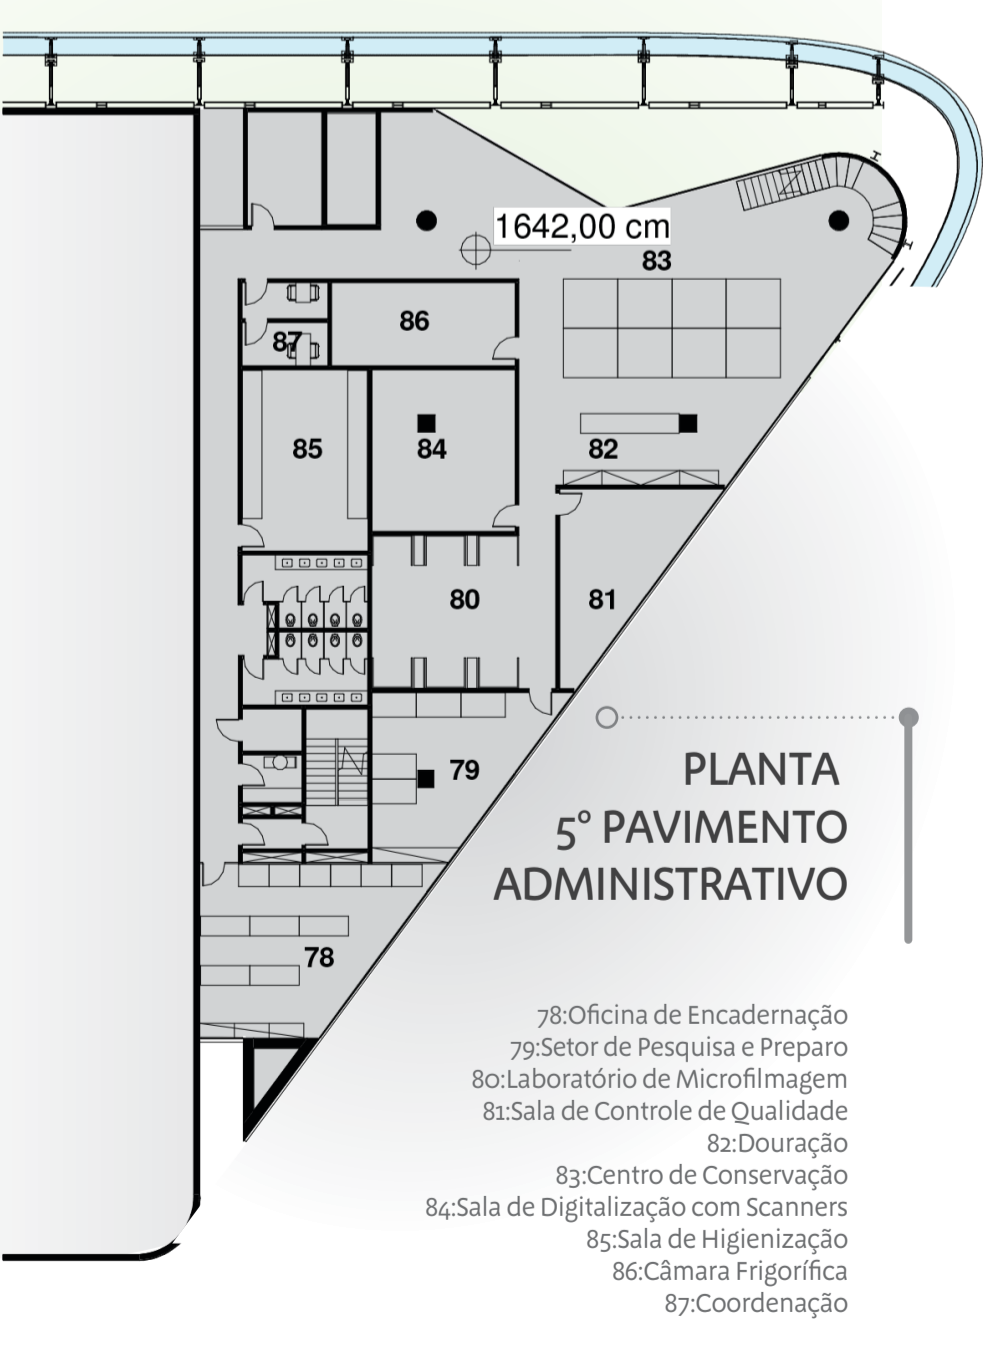 1642,00 cm
83
86
87
85
84
82
80
81
79
78
PLANTA
5° PAVIMENTO
ADMINISTRATIVO
78:Oficina de Encadernação
79:Setor de Pesquisa e Preparo
80:Laboratório de Microfilmagem
81:Sala de Controle de Qualidade
82:Douração
83:Centro de Conservação
84:Sala de Digitalização com Scanners
85:Sala de Higienização
86:Câmara Frigorífica
87:Coordenação